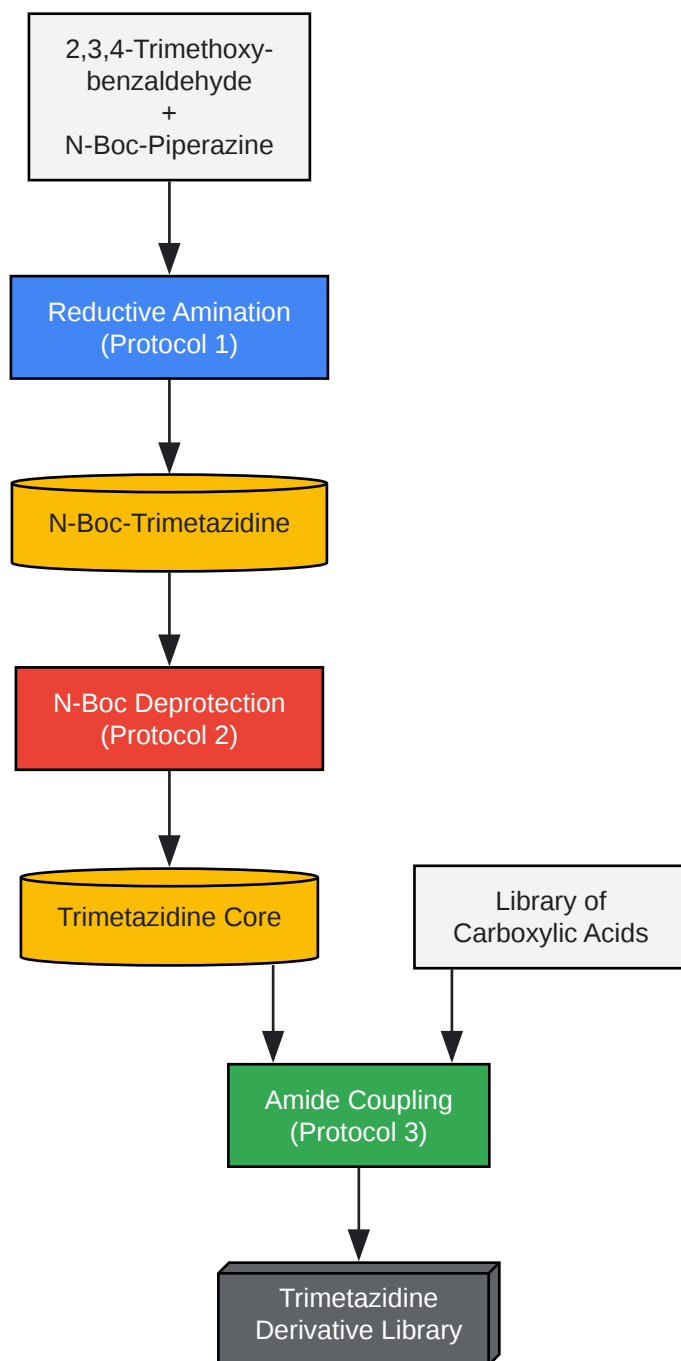 2,3,4-Trimethoxy-
benzaldehyde
+
N-Boc-Piperazine
Reductive Amination
(Protocol 1)
N-Boc-Trimetazidine
N-Boc Deprotection
(Protocol 2)
Trimetazidine Core
Library of
Carboxylic Acids
Amide Coupling
(Protocol 3)
Trimetazidine
Derivative Library